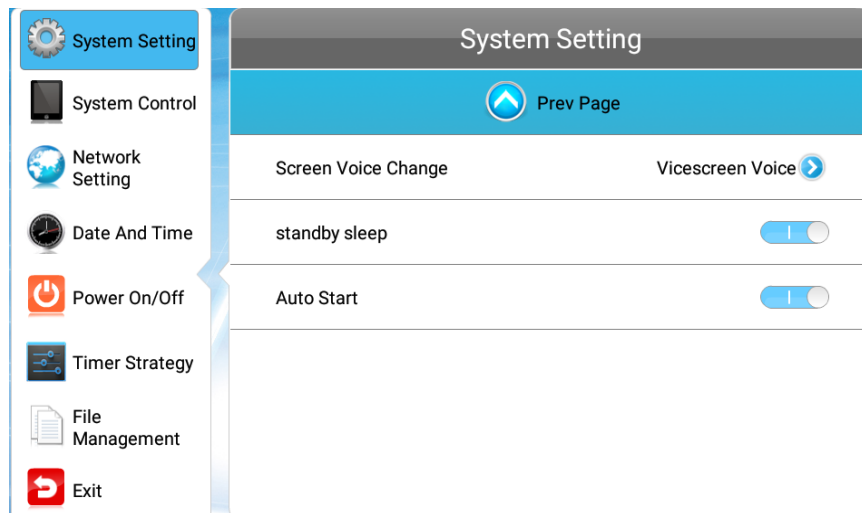 System Setting
System Control
Network
Setting
Date And Time
Power On/Off
Timer Strategy
File
Management
Exit
System Setting
Prev Page
Screen Voice Change
Vicescreen Voice
standby sleep
Auto Start